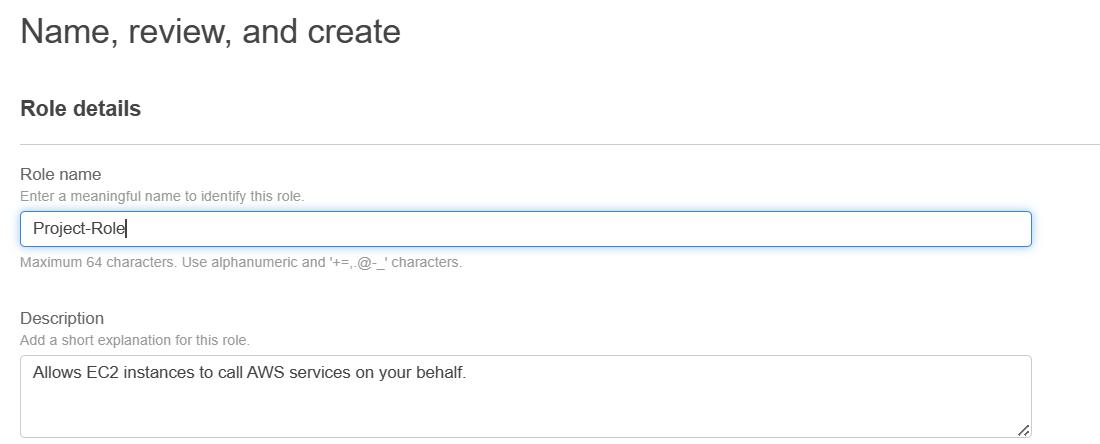 Name, review, and create
Role details
Role name
Enter a meaningful name to identify this role.
Project-Role
Maximum 64 characters. Use alphanumeric and '+=,.@-_' characters.
Description
Add a short explanation for this role.
Allows EC2 instances to call AWS services on your behalf.